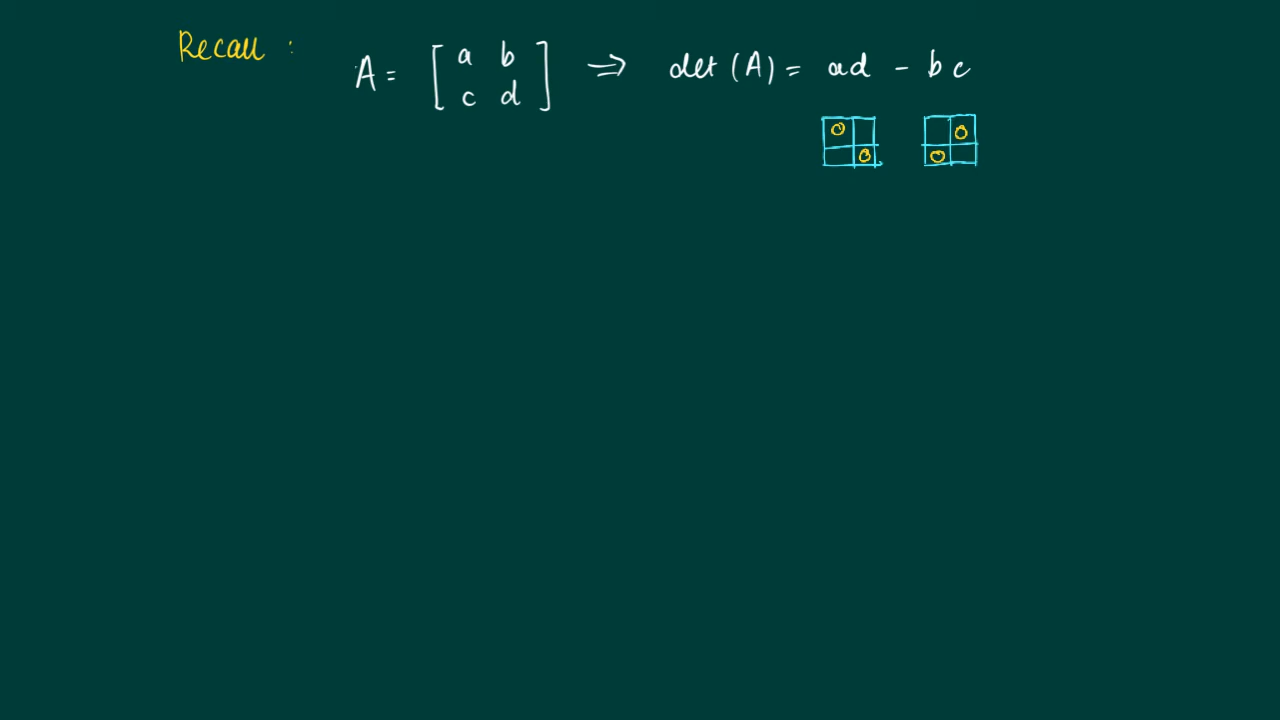 Recall :
A = [ a b
c d ] ⇒ det (A) = ad - bc